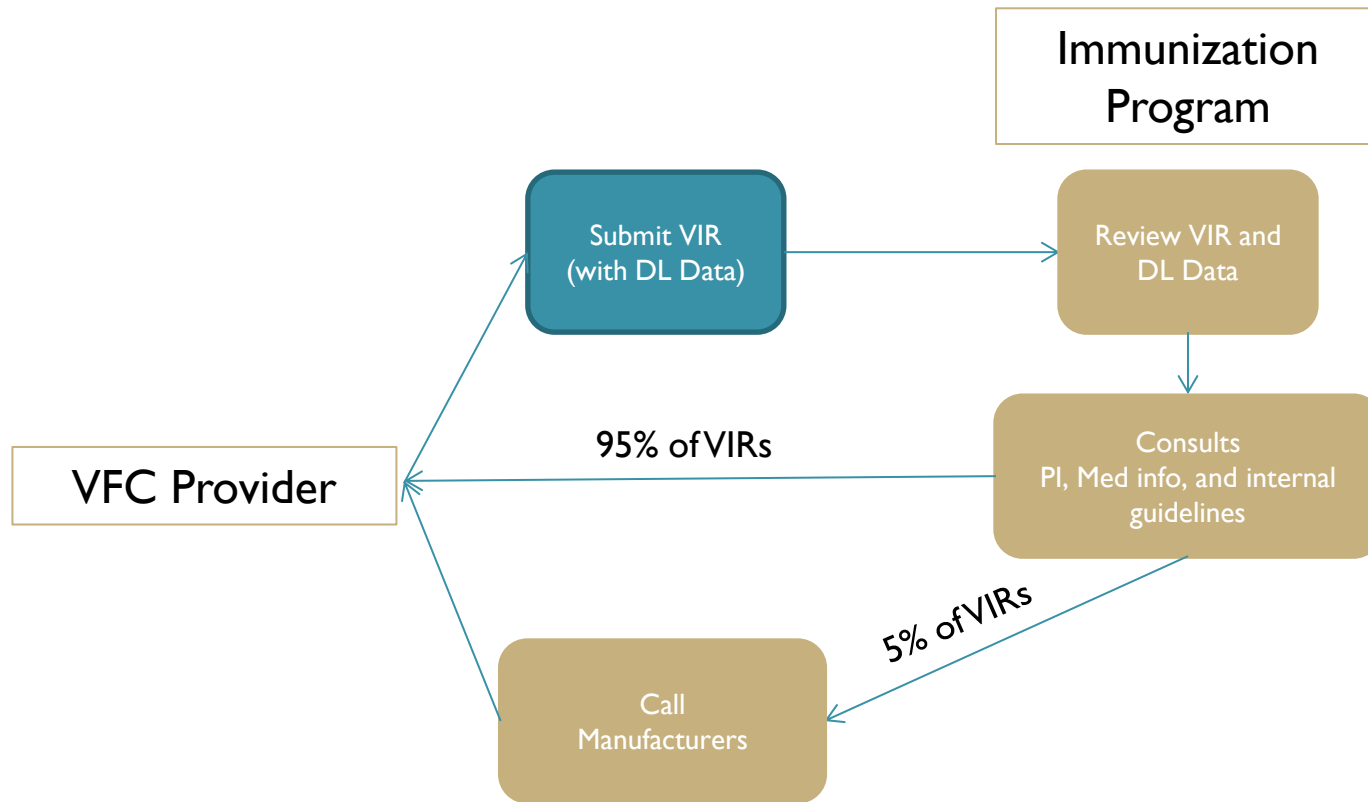 Immunization
Program
Submit VIR
(with DL Data)
Review VIR and
DL Data
95% of VIRs
Consults
PI, Med info, and internal
guidelines
VFC Provider
5% of VIRs
Call
Manufacturers